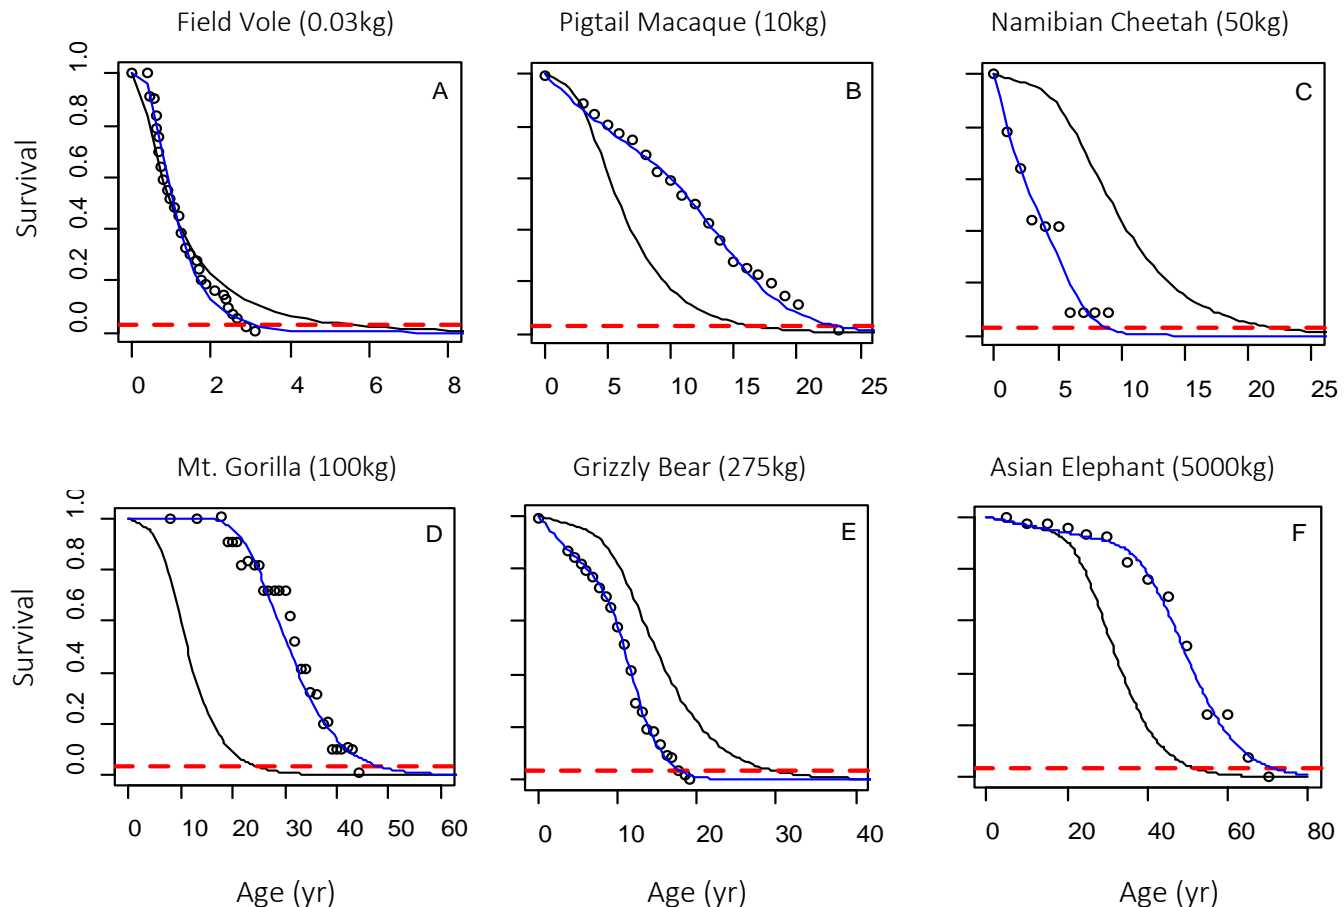 Field Vole (0.03kg)
Pigtail Macaque (10kg)
Namibian Cheetah (50kg)
Survival
0.0 0.2 0.4 0.6 0.8 1.0
A
B
C
0 2 4 6 8
0 5 10 15 20 25
0 5 10 15 20 25
Mt. Gorilla (100kg)
Grizzly Bear (275kg)
Asian Elephant (5000kg)
Survival
0.0 0.2 0.4 0.6 0.8 1.0
D
E
F
0 10 20 30 40 50 60
0 10 20 30 40
0 20 40 60 80
Age (yr)
Age (yr)
Age (yr)